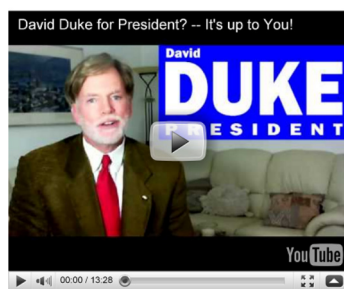 David Duke for President? -- It's up to You!
David
DUKE
PRESIDENT
YouTube
00:00 / 13:28